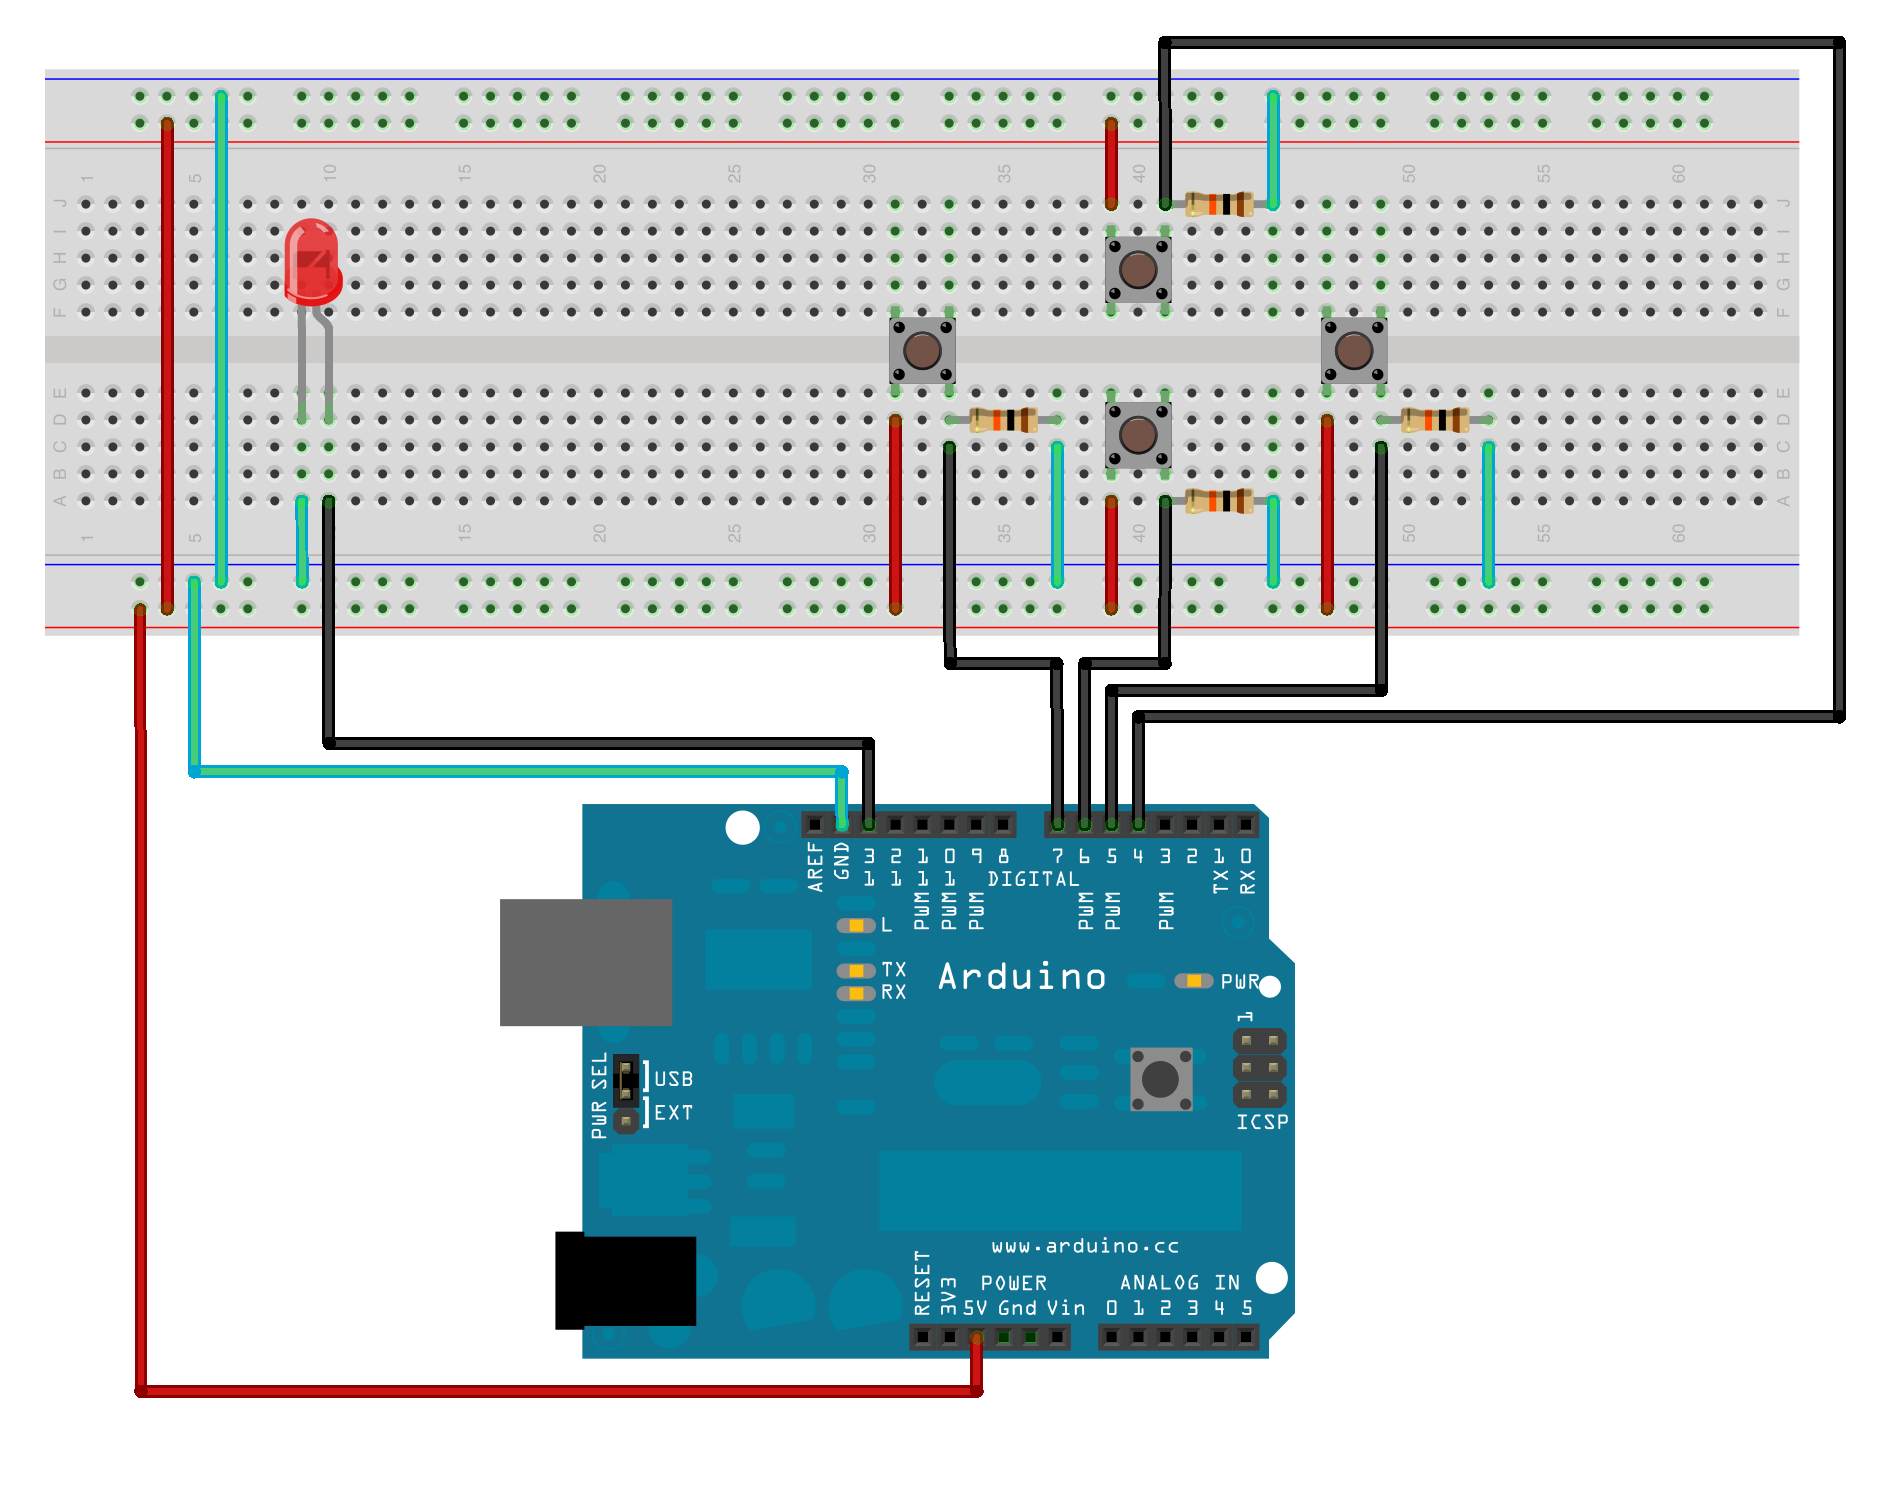 1 5 10 15 20 25 30 35 40 50 55 60
J J
I I
H H
G G
F F
E E
D D
C C
B B
A A
1 5 15 20 25 30 35 40 50 55 60
AREF GND 13 12 11 10 9 8 7 6 5 4 3 2 1 0
DIGITAL
TX RX
PWM PWM PWM PWM PWM PWM
L
TX
RX
Arduino
PWR
1
ICSP
PWR SEL
USB
EXT
www.arduino.cc
RESET 3V3
POWER
ANALOG IN
5V Gnd Vin 0 1 2 3 4 5